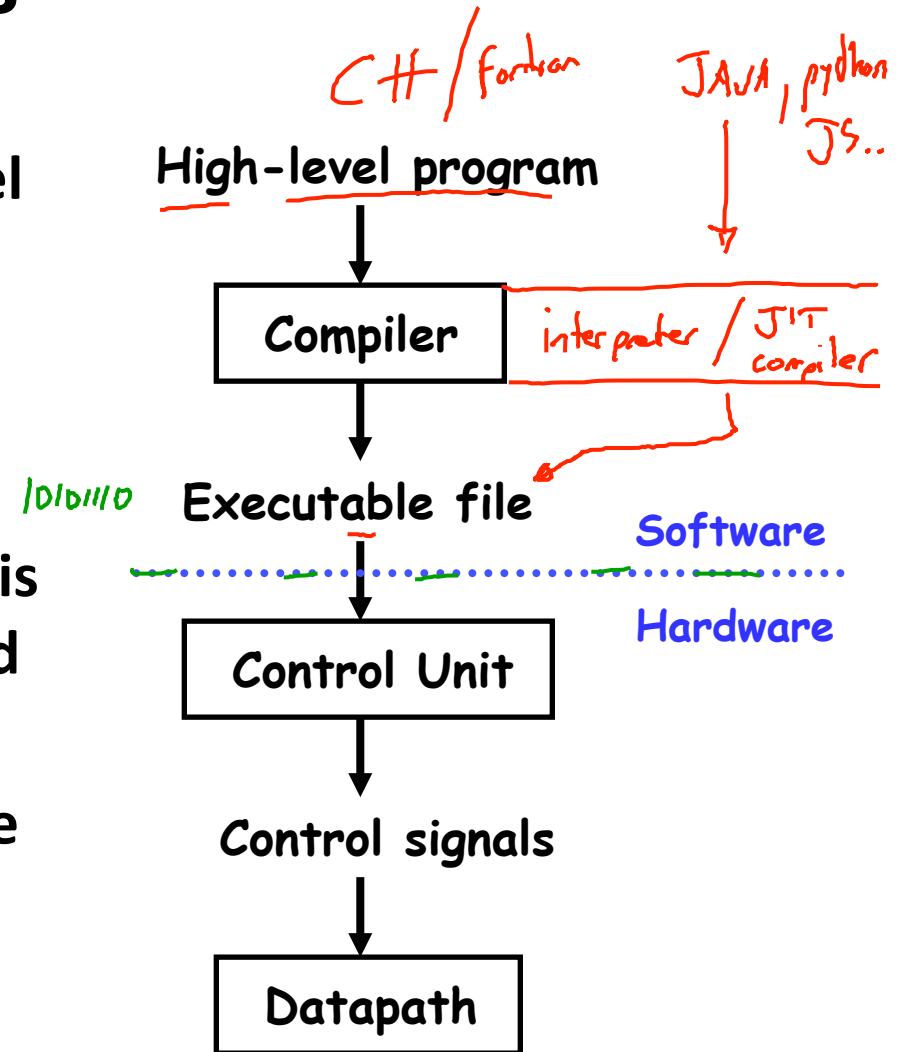 s
C++/Fortran
JAVA, python
JS..
el
High-level program
Compiler
interpreter / JIT
compiler
10101110
Executable file
Software
is
Hardware
d
Control Unit
e
Control signals
Datapath